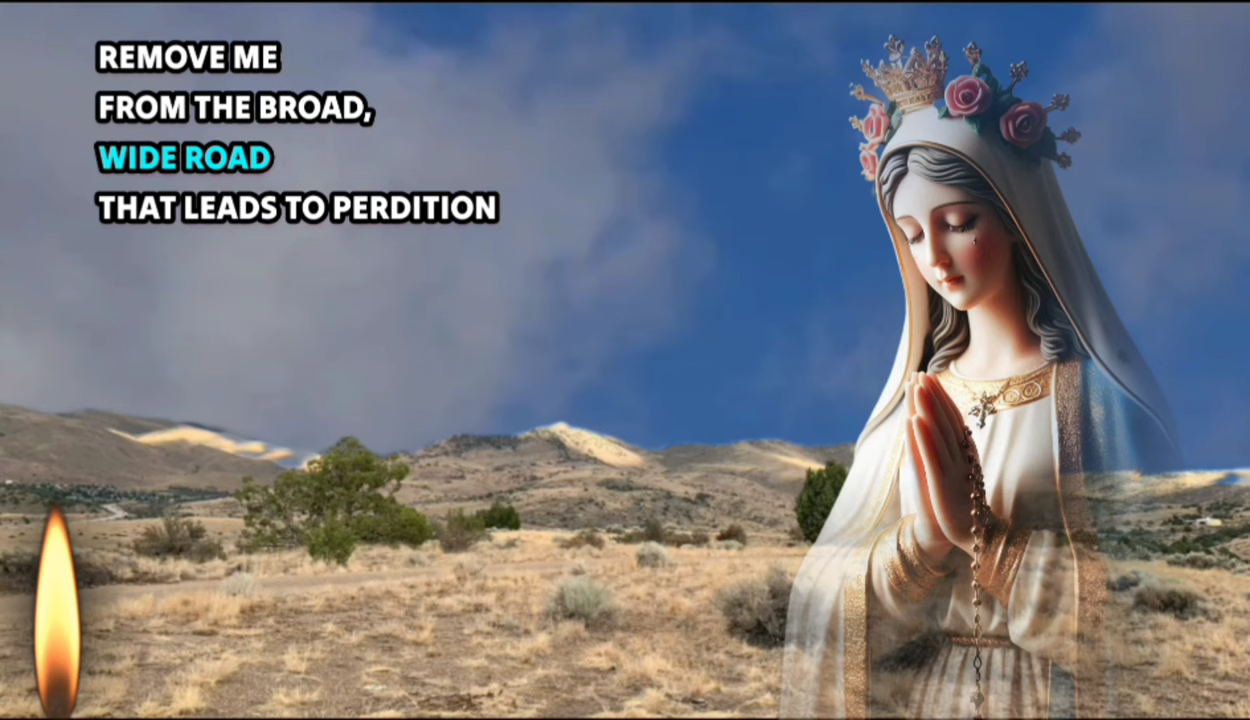 REMOVE ME
FROM THE BROAD,
WIDE ROAD
THAT LEADS TO PERDITION